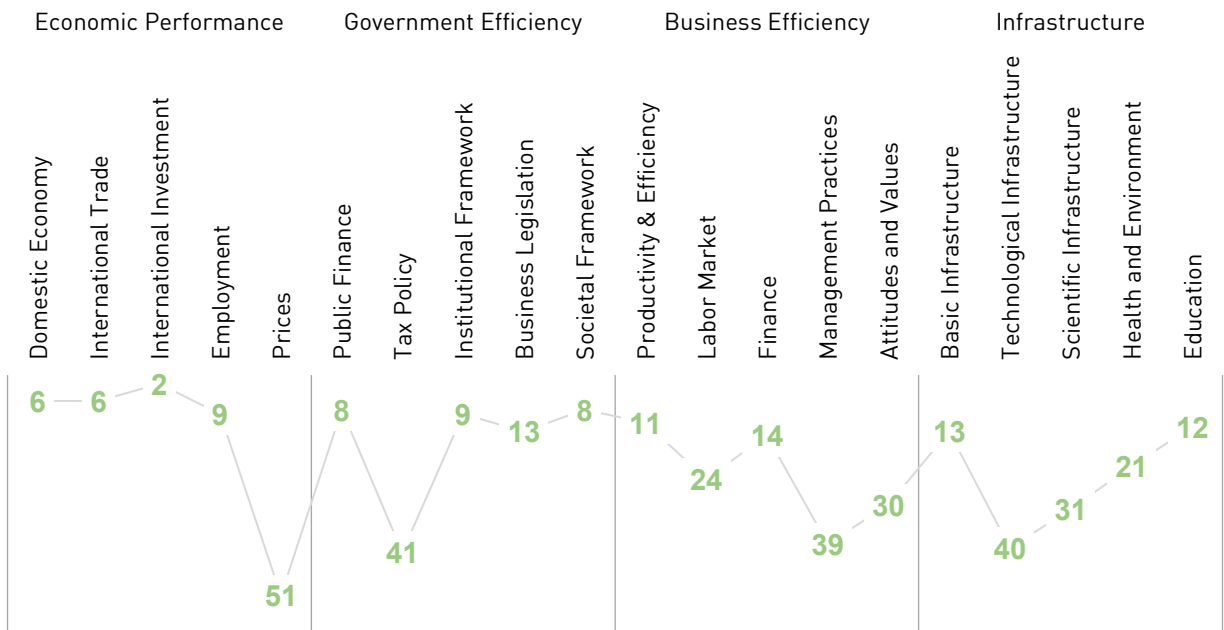 Economic Performance
Government Efficiency
Business Efficiency
Infrastructure
Domestic Economy
International Trade
International Investment
Employment
Prices
Public Finance
Tax Policy
Institutional Framework
Business Legislation
Societal Framework
Productivity & Efficiency
Labor Market
Finance
Management Practices
Attitudes and Values
Basic Infrastructure
Technological Infrastructure
Scientific Infrastructure
Health and Environment
Education
6
6
2
9
51
8
41
9
13
8
11
24
14
39
30
13
40
31
21
12